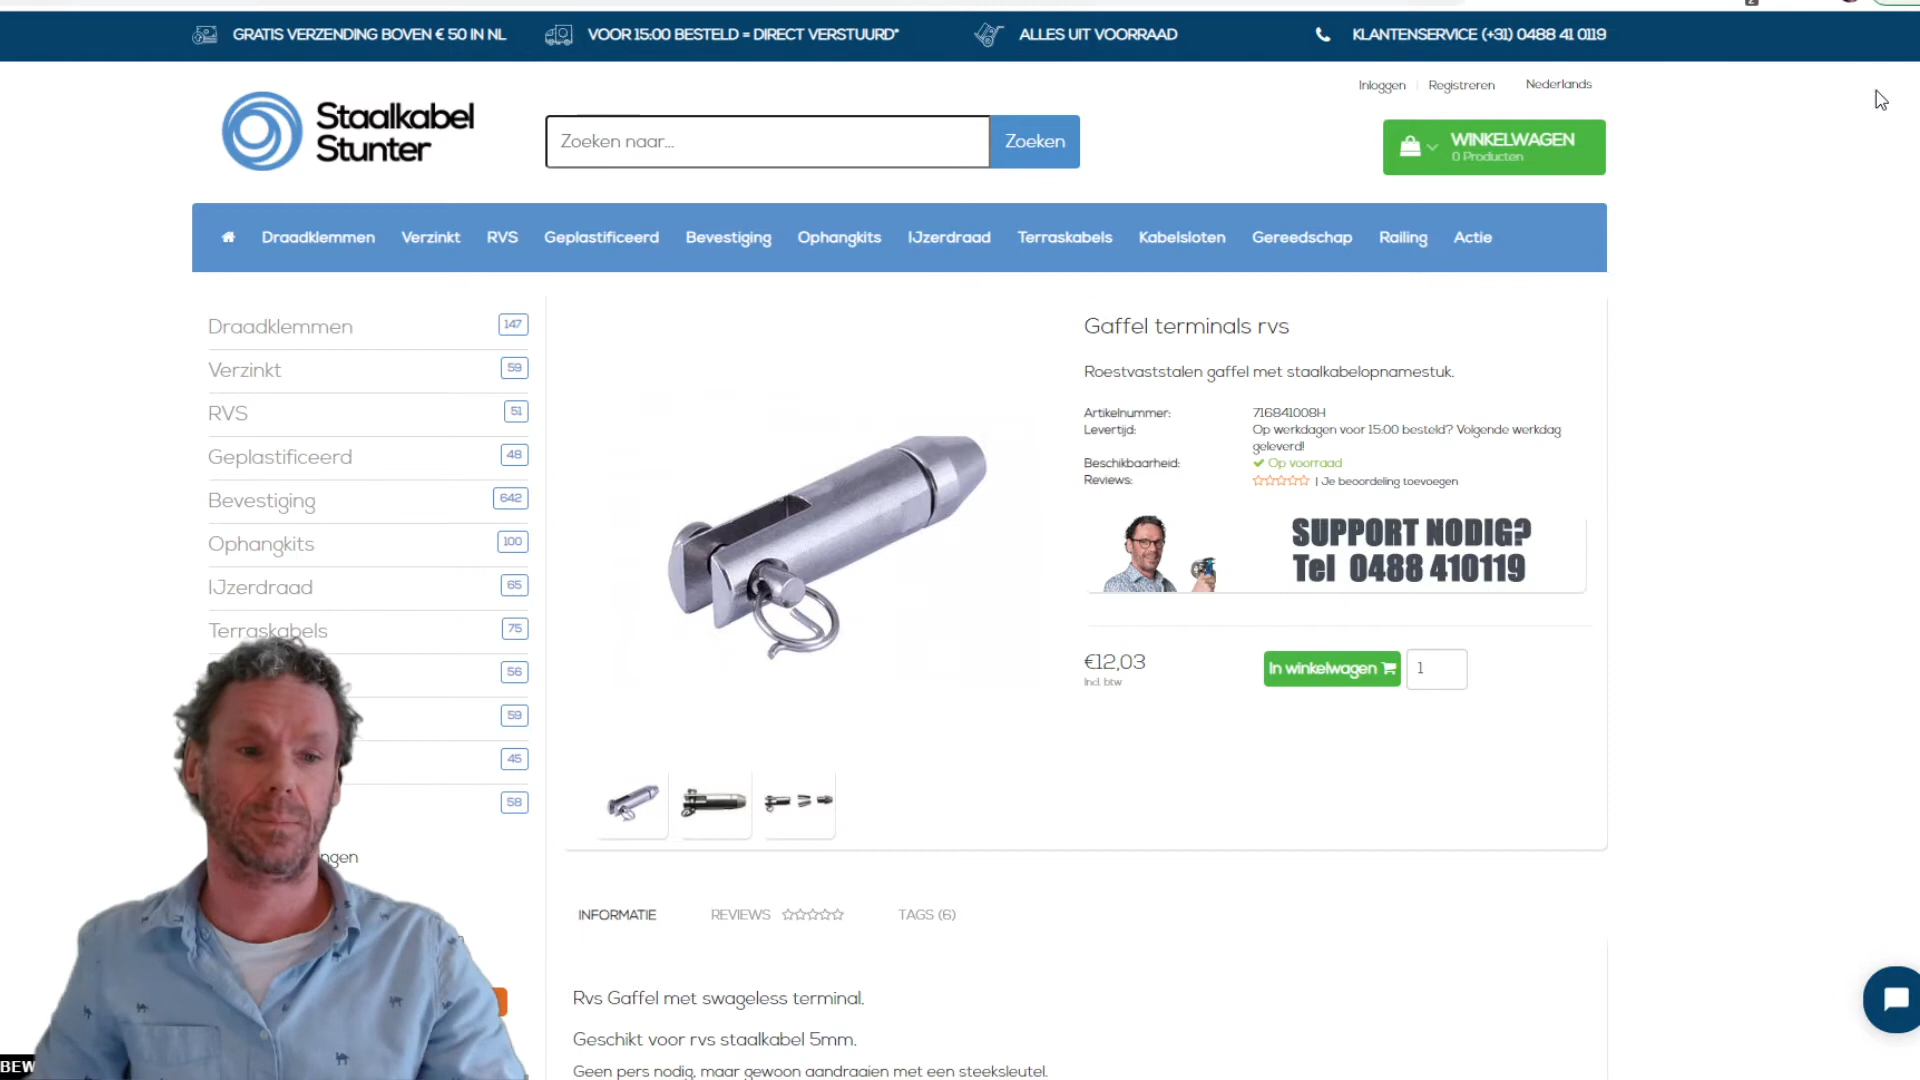 GRATIS VERZENDING BOVEN € 50 IN NL
VOOR 15:00 BESTELD = DIRECT VERSTUURD*
ALLES UIT VOORRAAD
KLANTENSERVICE (+31) 0488 41 0119
Inloggen
Registreren
Nederlands
Staalkabel
Stunter
Zoeken naar...
Zoeken
WINKELWAGEN
0 Producten
Draadklemmen
Verzinkt
RVS
Geplastificeerd
Bevestiging
Ophangkits
IJzerdraad
Terraskabels
Kabelsloten
Gereedschap
Railing
Actie
Draadklemmen 147
Verzinkt 59
RVS 51
Geplastificeerd 48
Bevestiging 642
Ophangkits 100
IJzerdraad 65
Terraskabels 75
56
59
45
58
ngen
Gaffel terminals rvs
Roestvaststalen gaffel met staalkabelopnamestuk.
Artikelnummer: 716841008H
Levertijd: Op werkdagen voor 15:00 besteld? Volgende werkdag
geleverd!
Beschikbaarheid: Op voorraad
Reviews: | Je beoordeling toevoegen
SUPPORT NODIG?
Tel 0488 410119
€12,03
Incl. btw
In winkelwagen
1
INFORMATIE
REVIEWS
TAGS (6)
Rvs Gaffel met swageless terminal.
Geschikt voor rvs staalkabel 5mm.
Geen pers nodig, maar gewoon aandraaien met een steeksleutel.
BEW